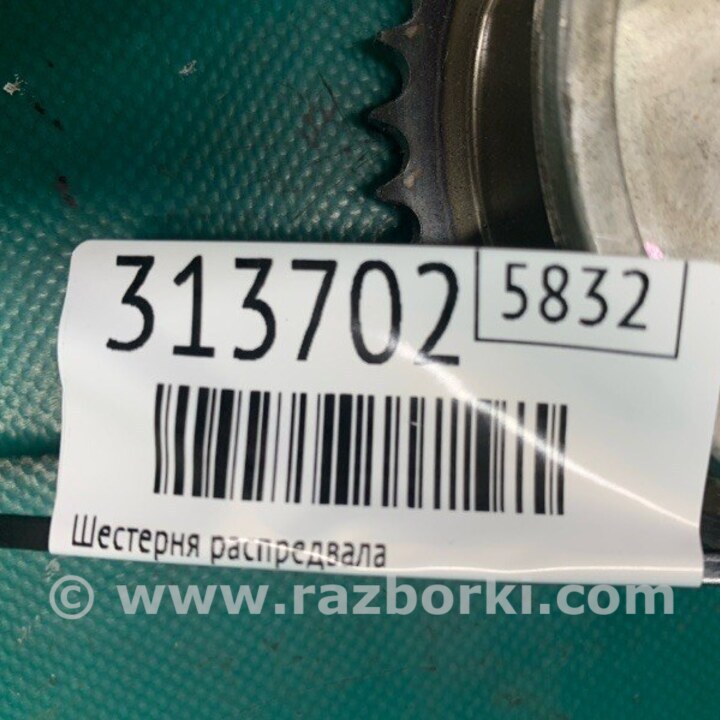 313702 5832
Шестерня распредвала
© www.razborki.com